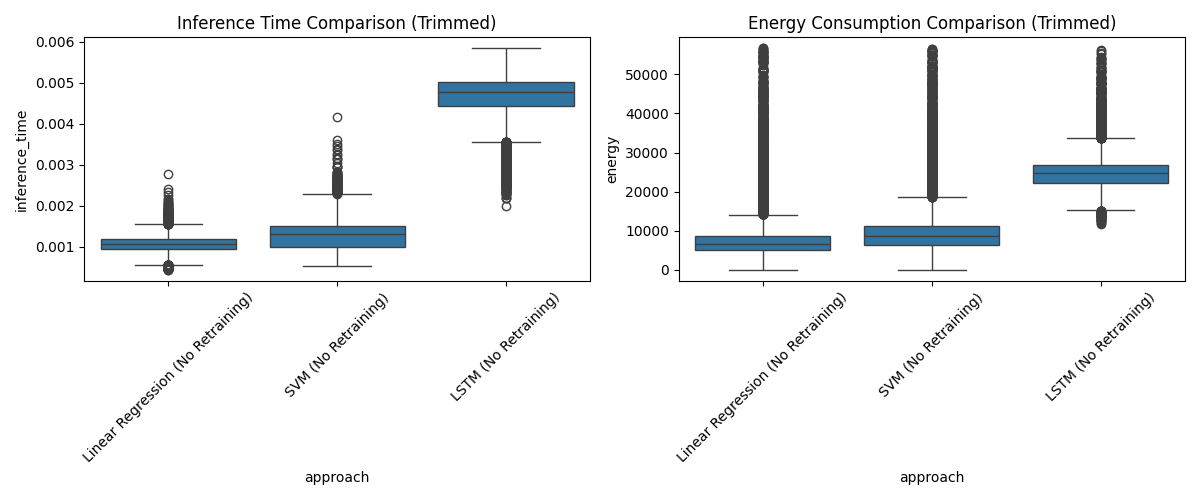 Inference Time Comparison (Trimmed)
inference_time
0.006
0.005
0.004
0.003
0.002
0.001
Linear Regression (No Retraining)
SVM (No Retraining)
LSTM (No Retraining)
approach
Energy Consumption Comparison (Trimmed)
energy
50000
40000
30000
20000
10000
0
Linear Regression (No Retraining)
SVM (No Retraining)
LSTM (No Retraining)
approach